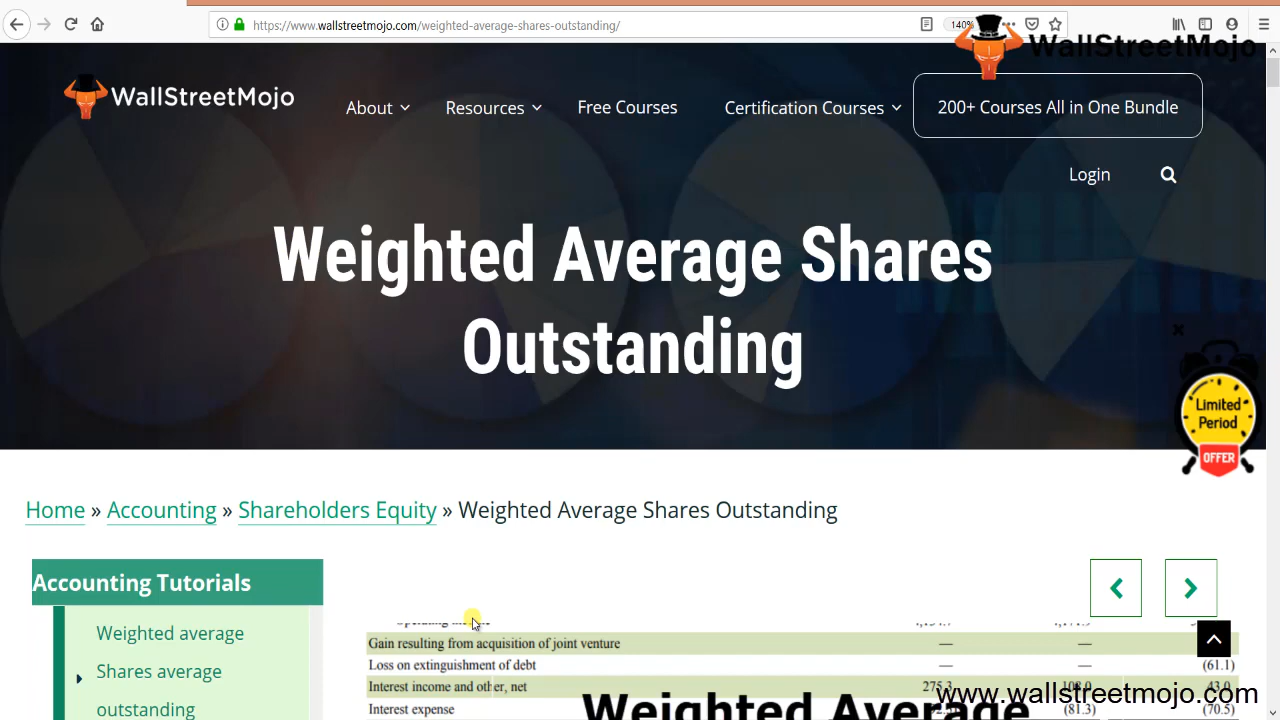 https://www.wallstreetmojo.com/weighted-average-shares-outstanding/
140%
WallStreetMojo
WallStreetMojo
About
Resources
Free Courses
Certification Courses
200+ Courses All in One Bundle
Login
Weighted Average Shares
Outstanding
Limited
Period
OFFER
Home » Accounting » Shareholders Equity » Weighted Average Shares Outstanding
Accounting Tutorials
Weighted average
Shares average
outstanding
Gain resulting from acquisition of joint venture — —
Loss on extinguishment of debt — — (61.1)
Interest income and other, net 275.3 43.0
Interest expense (81.3) (70.5)
Weighted Average
www.wallstreetmojo.com